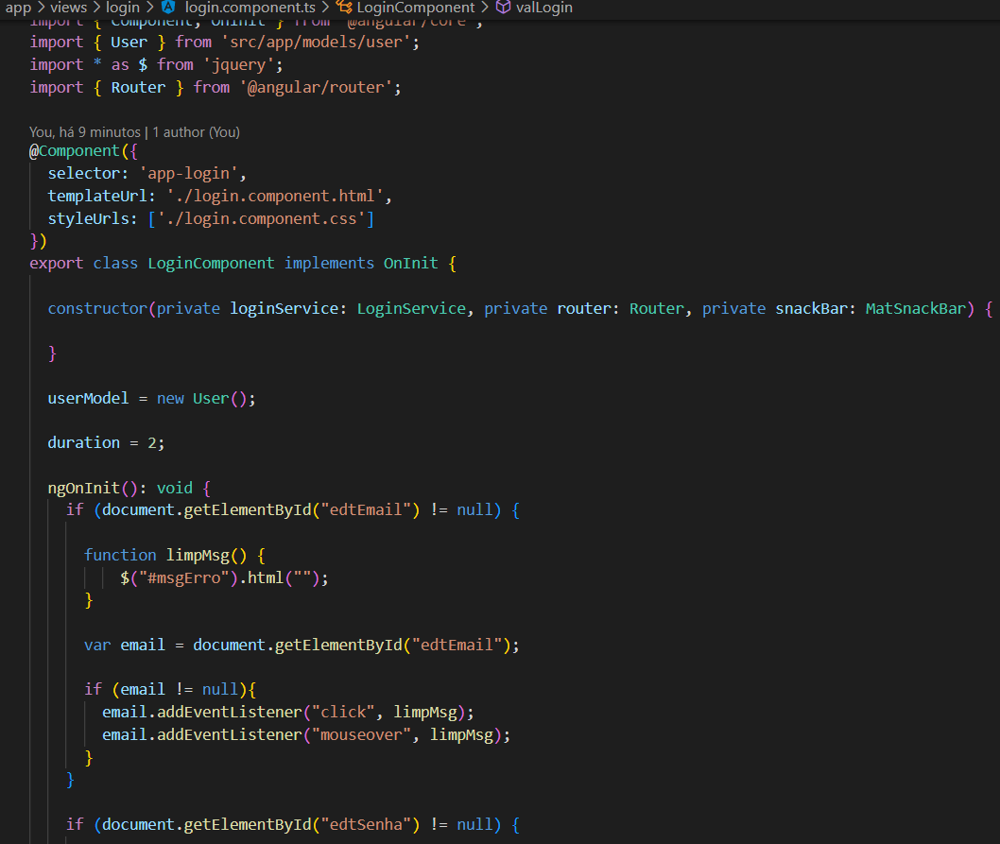 app > views > login > login.component.ts > LoginComponent > valLogin
import { Component, OnInit } from '@angular/core';
import { User } from 'src/app/models/user';
import * as $ from 'jquery';
import { Router } from '@angular/router';
You, há 9 minutos | 1 author (You)
@Component({
selector: 'app-login',
templateUrl: './login.component.html',
styleUrls: ['./login.component.css']
})
export class LoginComponent implements OnInit {
constructor(private loginService: LoginService, private router: Router, private snackBar: MatSnackBar) {
}
userModel = new User();
duration = 2;
ngOnInit(): void {
if (document.getElementById("edtEmail") != null) {
function limpMsg() {
$("#msgErro").html("");
}
var email = document.getElementById("edtEmail");
if (email != null){
email.addEventListener("click", limpMsg);
email.addEventListener("mouseover", limpMsg);
}
}
if (document.getElementById("edtSenha") != null) {